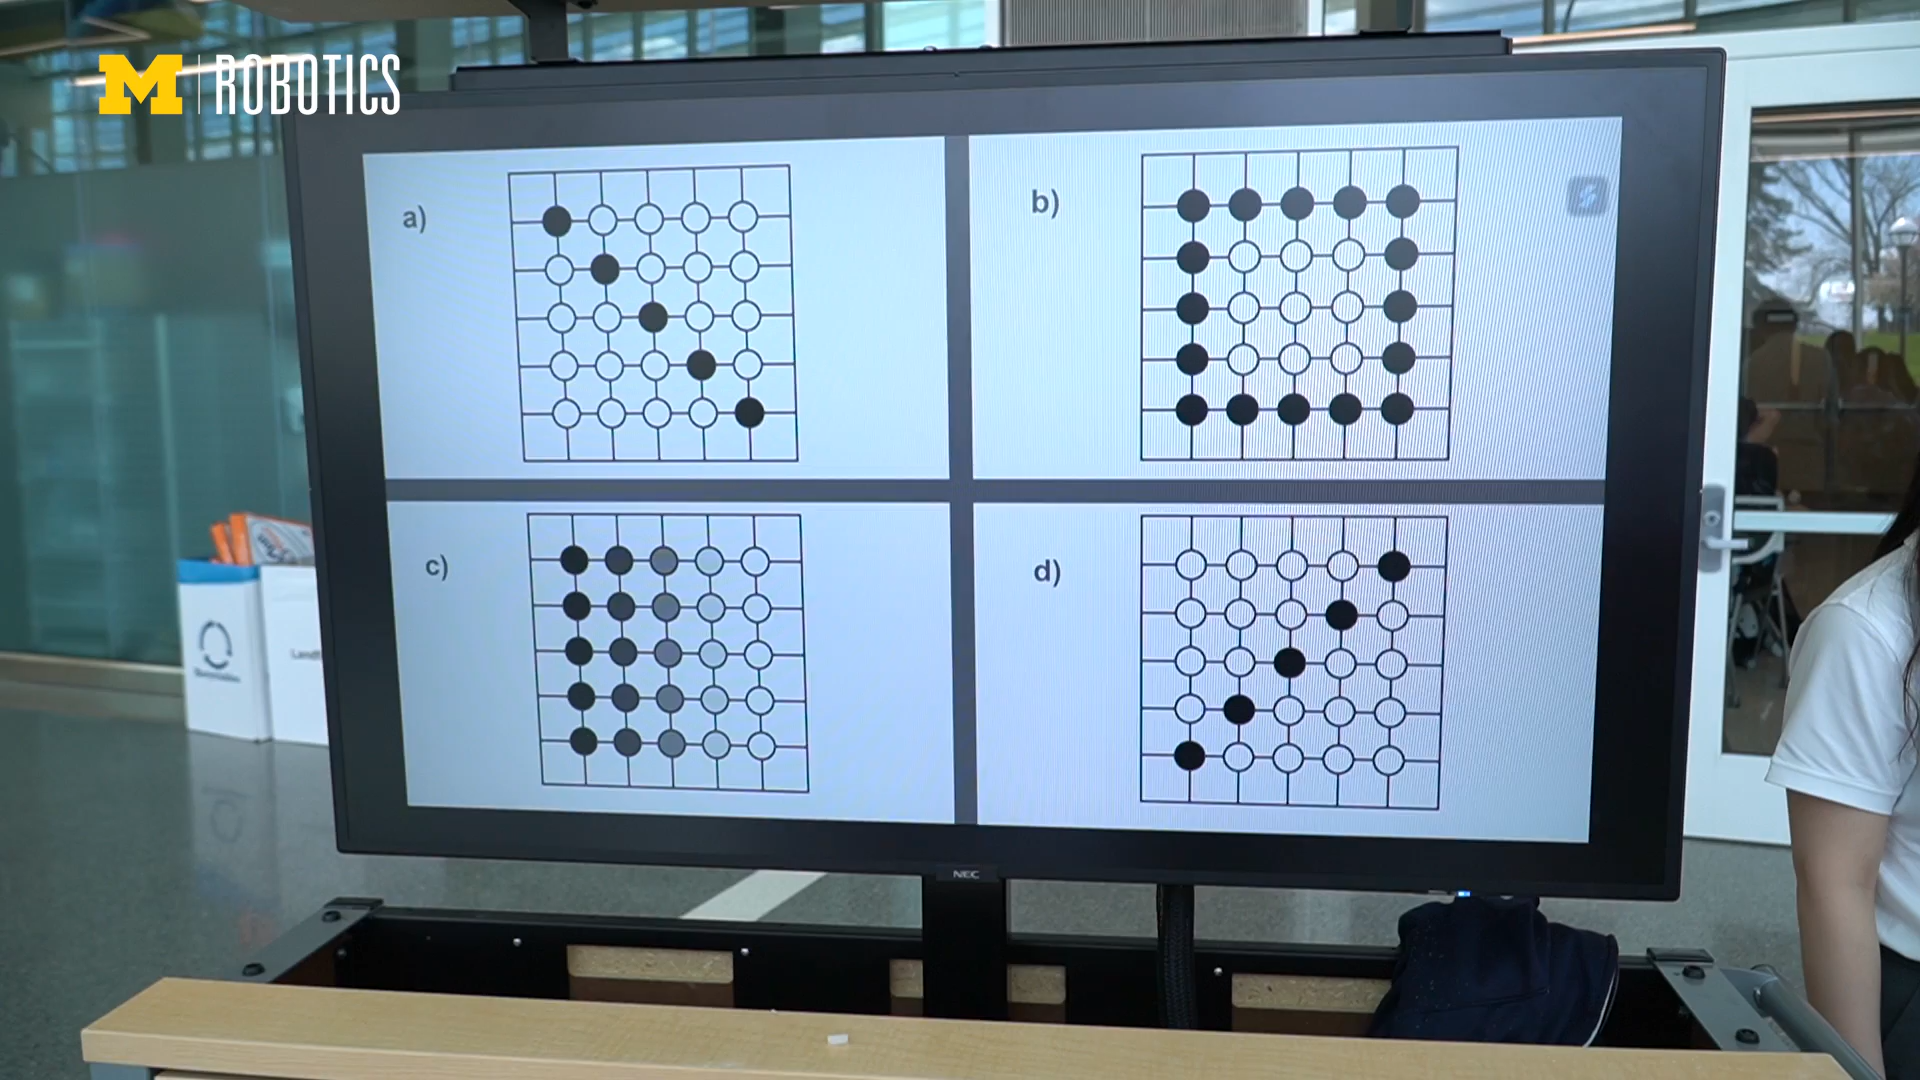 M | ROBOTICS
a)
b)
c)
d)
NEC